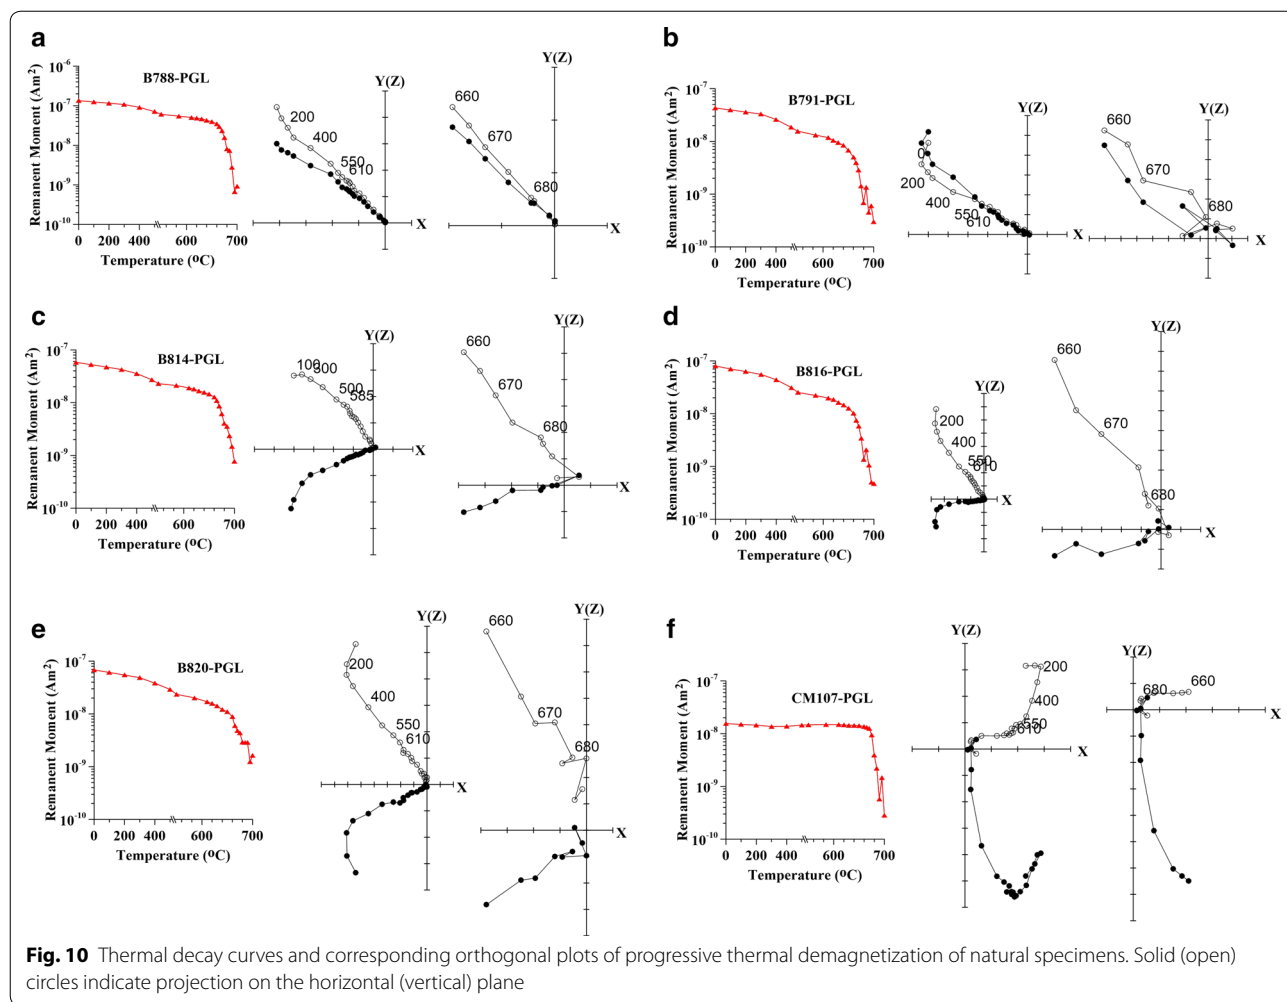 a
B788-PGL
Remanent Moment (Am²)
10⁻⁶
10⁻⁷
10⁻⁸
10⁻⁹
10⁻¹⁰
0 200 400 600 700
Temperature (ºC)
Y(Z)
200
400
550
610
X
Y(Z)
660
670
680
X
b
B791-PGL
Remanent Moment (Am²)
10⁻⁷
10⁻⁸
10⁻⁹
10⁻¹⁰
0 200 400 600 700
Temperature (ºC)
Y(Z)
0
200
400
550
610
X
Y(Z)
660
670
680
X
c
B814-PGL
Remanent Moment (Am²)
10⁻⁷
10⁻⁸
10⁻⁹
10⁻¹⁰
0 200 400 600 700
Temperature (ºC)
Y(Z)
100
300
500
585
X
Y(Z)
660
670
680
X
d
B816-PGL
Remanent Moment (Am²)
10⁻⁷
10⁻⁸
10⁻⁹
10⁻¹⁰
0 200 400 600 700
Temperature (ºC)
Y(Z)
200
400
550
610
X
Y(Z)
660
670
680
X
e
B820-PGL
Remanent Moment (Am²)
10⁻⁷
10⁻⁸
10⁻⁹
10⁻¹⁰
0 200 400 600 700
Temperature (ºC)
Y(Z)
200
400
550
610
X
Y(Z)
660
670
680
X
f
CM107-PGL
Remanent Moment (Am²)
10⁻⁷
10⁻⁸
10⁻⁹
10⁻¹⁰
0 200 400 600 700
Temperature (ºC)
Y(Z)
200
400
550
610
X
Y(Z)
680
660
X
Fig. 10 Thermal decay curves and corresponding orthogonal plots of progressive thermal demagnetization of natural specimens. Solid (open)
circles indicate projection on the horizontal (vertical) plane